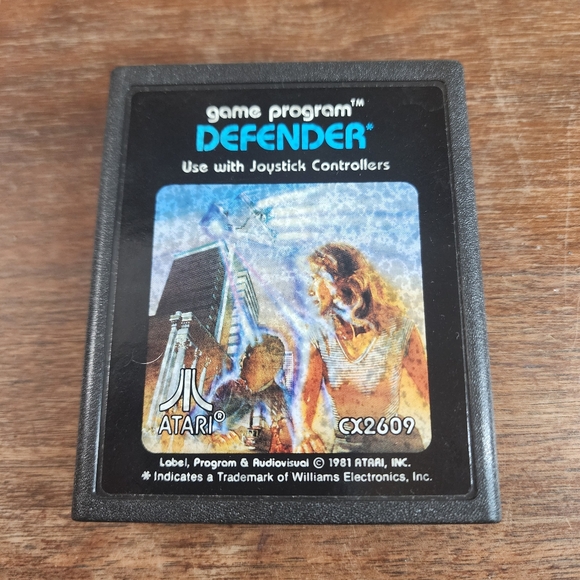 game program™
DEFENDER*
Use with Joystick Controllers
ATARI®
CX2609
Label, Program & Audiovisual © 1981 ATARI, INC.
* Indicates a Trademark of Williams Electronics, Inc.